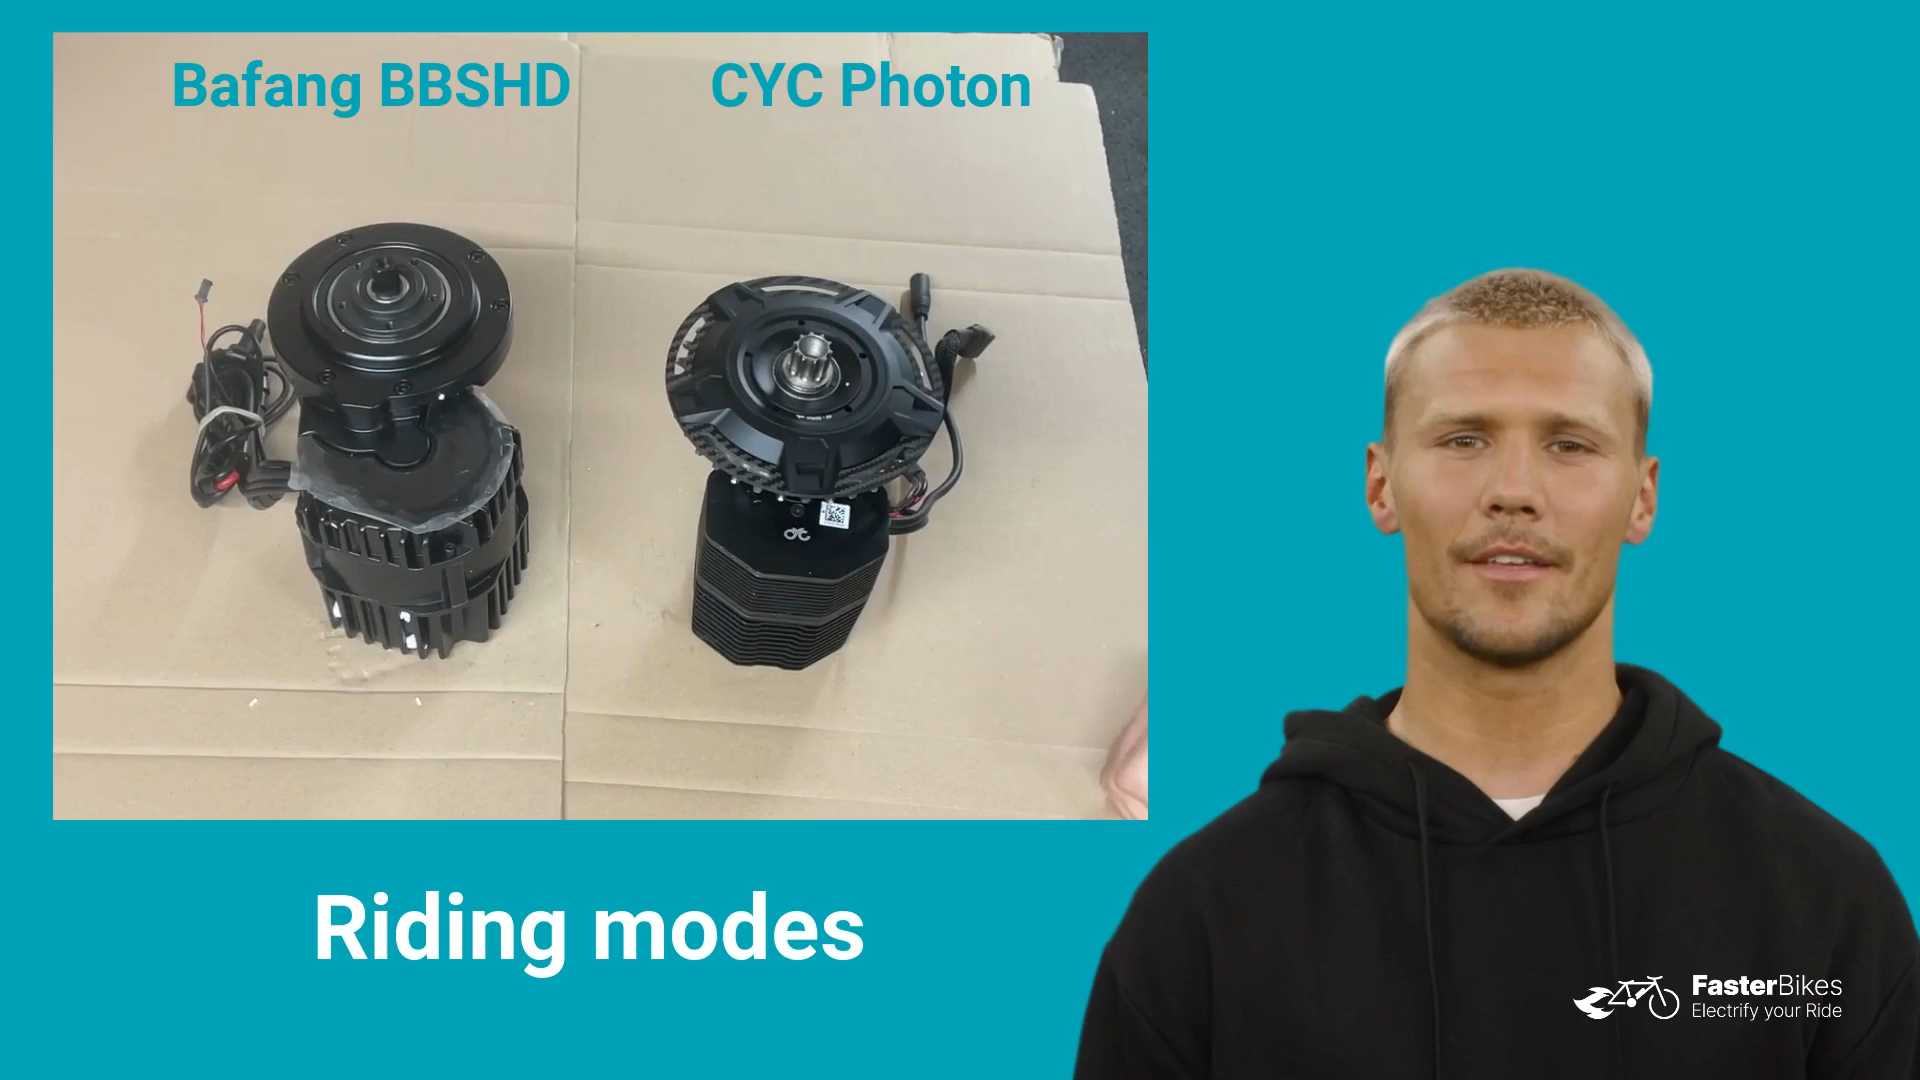 Bafang BBSHD
CYC Photon
Riding modes
FasterBikes
Electrify your Ride